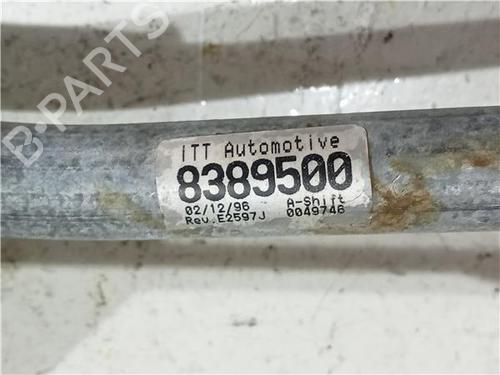 B-PARTS
ITT Automotive
8389500
02/12/96 A-Shift
Rev.E2597J 0049746